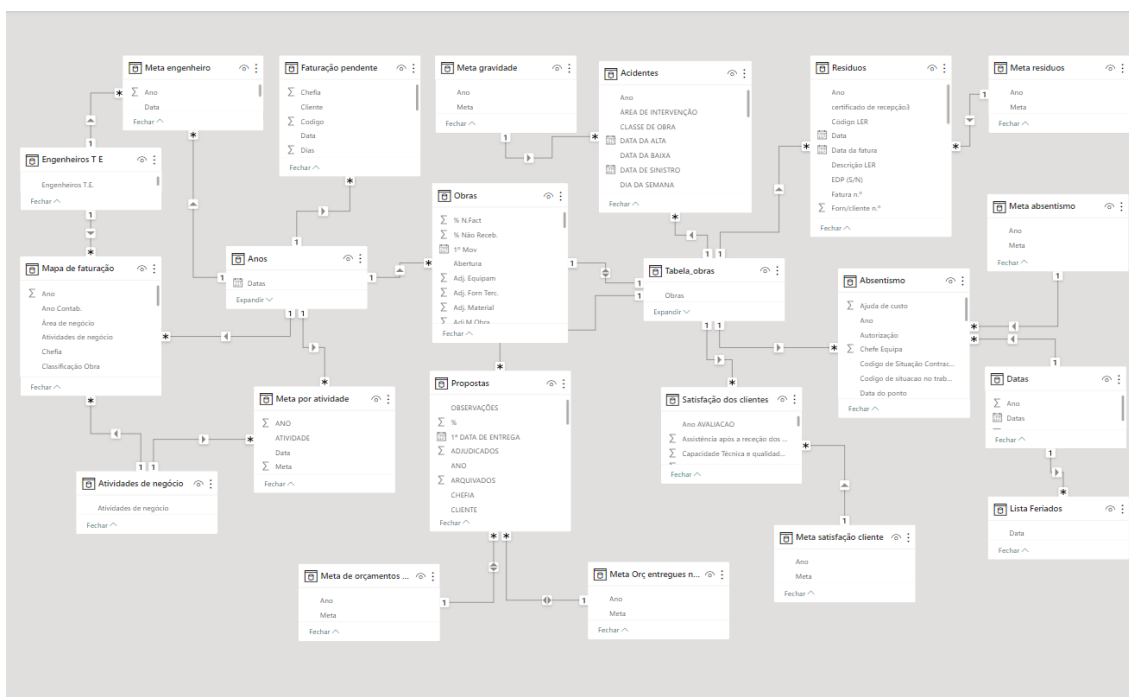 Meta engenheiro
Ano
Data
Fechar
Faturação pendente
Chefia
Cliente
Codigo
Data
Dias
Fechar
Meta gravidade
Ano
Meta
Fechar
Acidentes
Ano
ÁREA DE INTERVENÇÃO
CLASSE DE OBRA
DATA DA ALTA
DATA DA BAIXA
DATA DE SINISTRO
DIA DA SEMANA
Fechar
Residuos
Ano
certificado de recepção3
Código LER
Data
Data da fatura
Descrição LER
EDP (S/N)
Fatura n.º
Forn/cliente n.º
Fechar
Meta residuos
Ano
Meta
Fechar
Engenheiros T E
Engenheiros T.E.
Fechar
Obras
% N.Fact
% Não Receb.
1º Mov
Abertura
Adj. Equipam
Adj. Forn Terc.
Adj. Material
Adj.M.Obra
Fechar
Meta absentismo
Ano
Meta
Fechar
Mapa de faturação
Ano
Ano Contab.
Área de negócio
Atividades de negócio
Chefia
Classificação Obra
Fechar
Anos
Datas
Expandir
Tabela_obras
Obras
Expandir
Absentismo
Ajuda de custo
Ano
Autorização
Chefe Equipa
Codigo de Situação Contrac...
Codigo de situacao no trab...
Data do ponto
Fechar
Meta por atividade
ANO
ATIVIDADE
Data
Meta
Fechar
Propostas
OBSERVAÇÕES
%
1ª DATA DE ENTREGA
ADJUDICADOS
ANO
ARQUIVADOS
CHEFIA
CLIENTE
Fechar
Satisfação dos clientes
Ano AVALIACAO
Assistência após a receção dos ...
Capacidade Técnica e qualidad...
Fechar
Datas
Ano
Datas
Fechar
Atividades de negócio
Atividades de negócio
Fechar
Lista Feriados
Data
Fechar
Meta satisfação cliente
Ano
Meta
Fechar
Meta de orçamentos ...
Ano
Meta
Fechar
Meta Orç entregues n...
Ano
Meta
Fechar